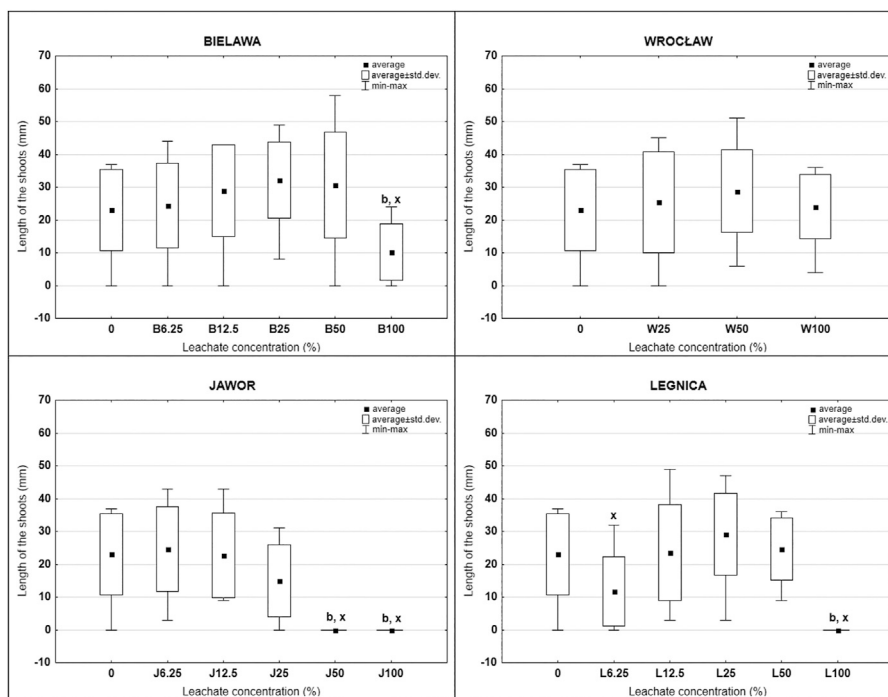 BIELAWA
70
60
50
40
30
20
10
0
-10
Length of the shoots (mm)
average
average±std.dev.
min-max
b, x
0 B6.25 B12.5 B25 B50 B100
Leachate concentration (%)
WROCŁAW
70
60
50
40
30
20
10
0
-10
Length of the shoots (mm)
average
average±std.dev.
min-max
0 W25 W50 W100
Leachate concentration (%)
JAWOR
70
60
50
40
30
20
10
0
-10
Length of the shoots (mm)
average
average±std.dev.
min-max
b, x b, x
0 J6.25 J12.5 J25 J50 J100
Leachate concentration (%)
LEGNICA
70
60
50
40
30
20
10
0
-10
Length of the shoots (mm)
average
average±std.dev.
min-max
x
b, x
0 L6.25 L12.5 L25 L50 L100
Leachate concentration (%)